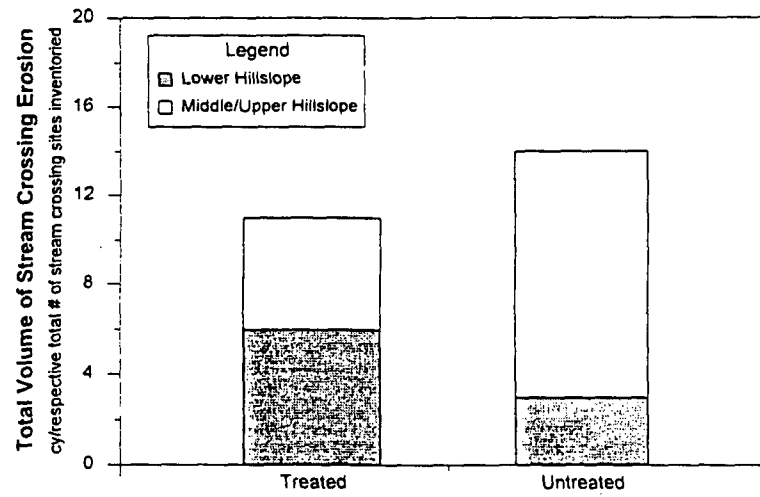 Total Volume of Stream Crossing Erosion
cy/respective total # of stream crossing sites inventoried
20
16
12
8
4
0
Legend
Lower Hillslope
Middle/Upper Hillslope
Treated
Untreated